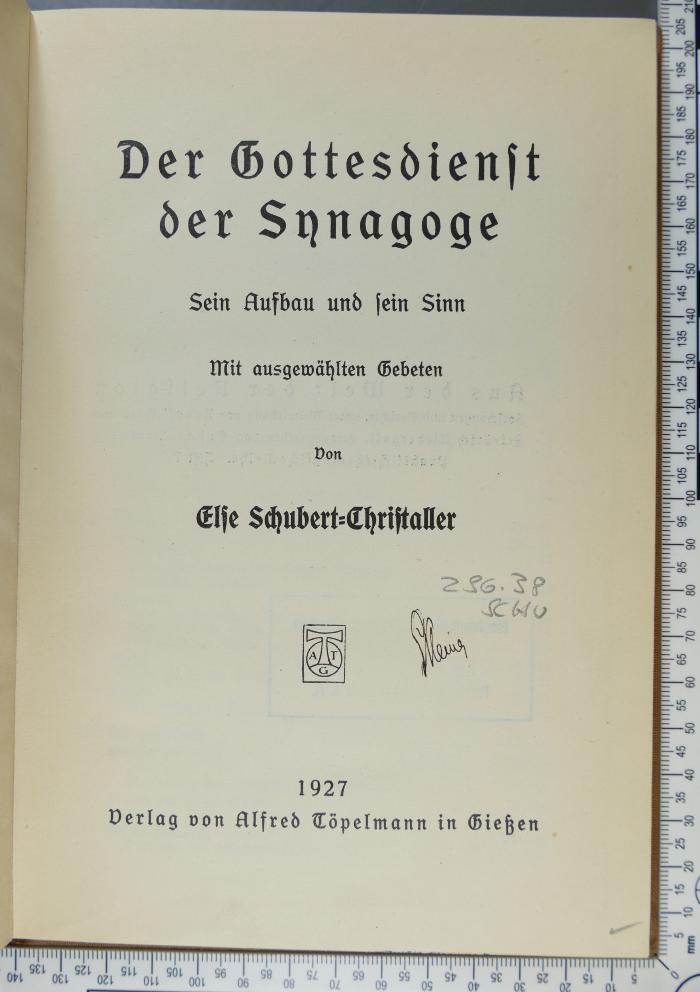 Der Gottesdienst
der Synagoge
Sein Aufbau und sein Sinn
Mit ausgewählten Gebeten
Von
Else Schubert=Christaller
296.38
SCHU
A T
G
1927
Verlag von Alfred Töpelmann in Gießen